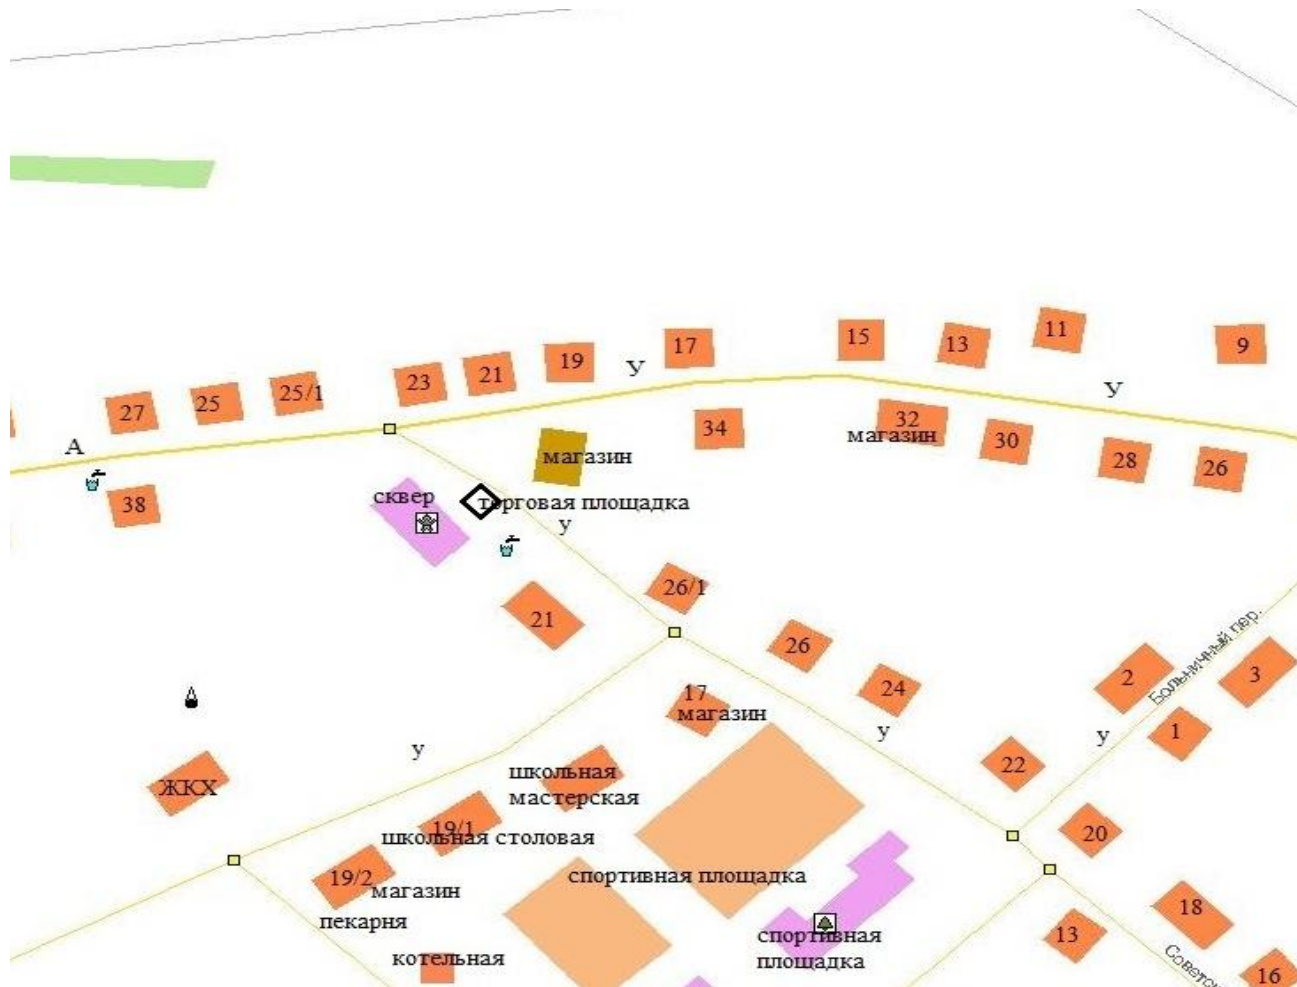 11
15
13
9
17
19
21
23
У
25/1
25
27
У
А
34
32
магазин
30
28
26
магазин
сквер
38
торговая площадка
у
26/1
21
26
24
2
Больничный пер.
3
17
магазин
у
у
1
у
22
ЖКХ
школьная
мастерская
19/1
школьная столовая
20
19/2
магазин
спортивная площадка
пекарня
18
13
спортивная
площадка
котельная
Советс
16